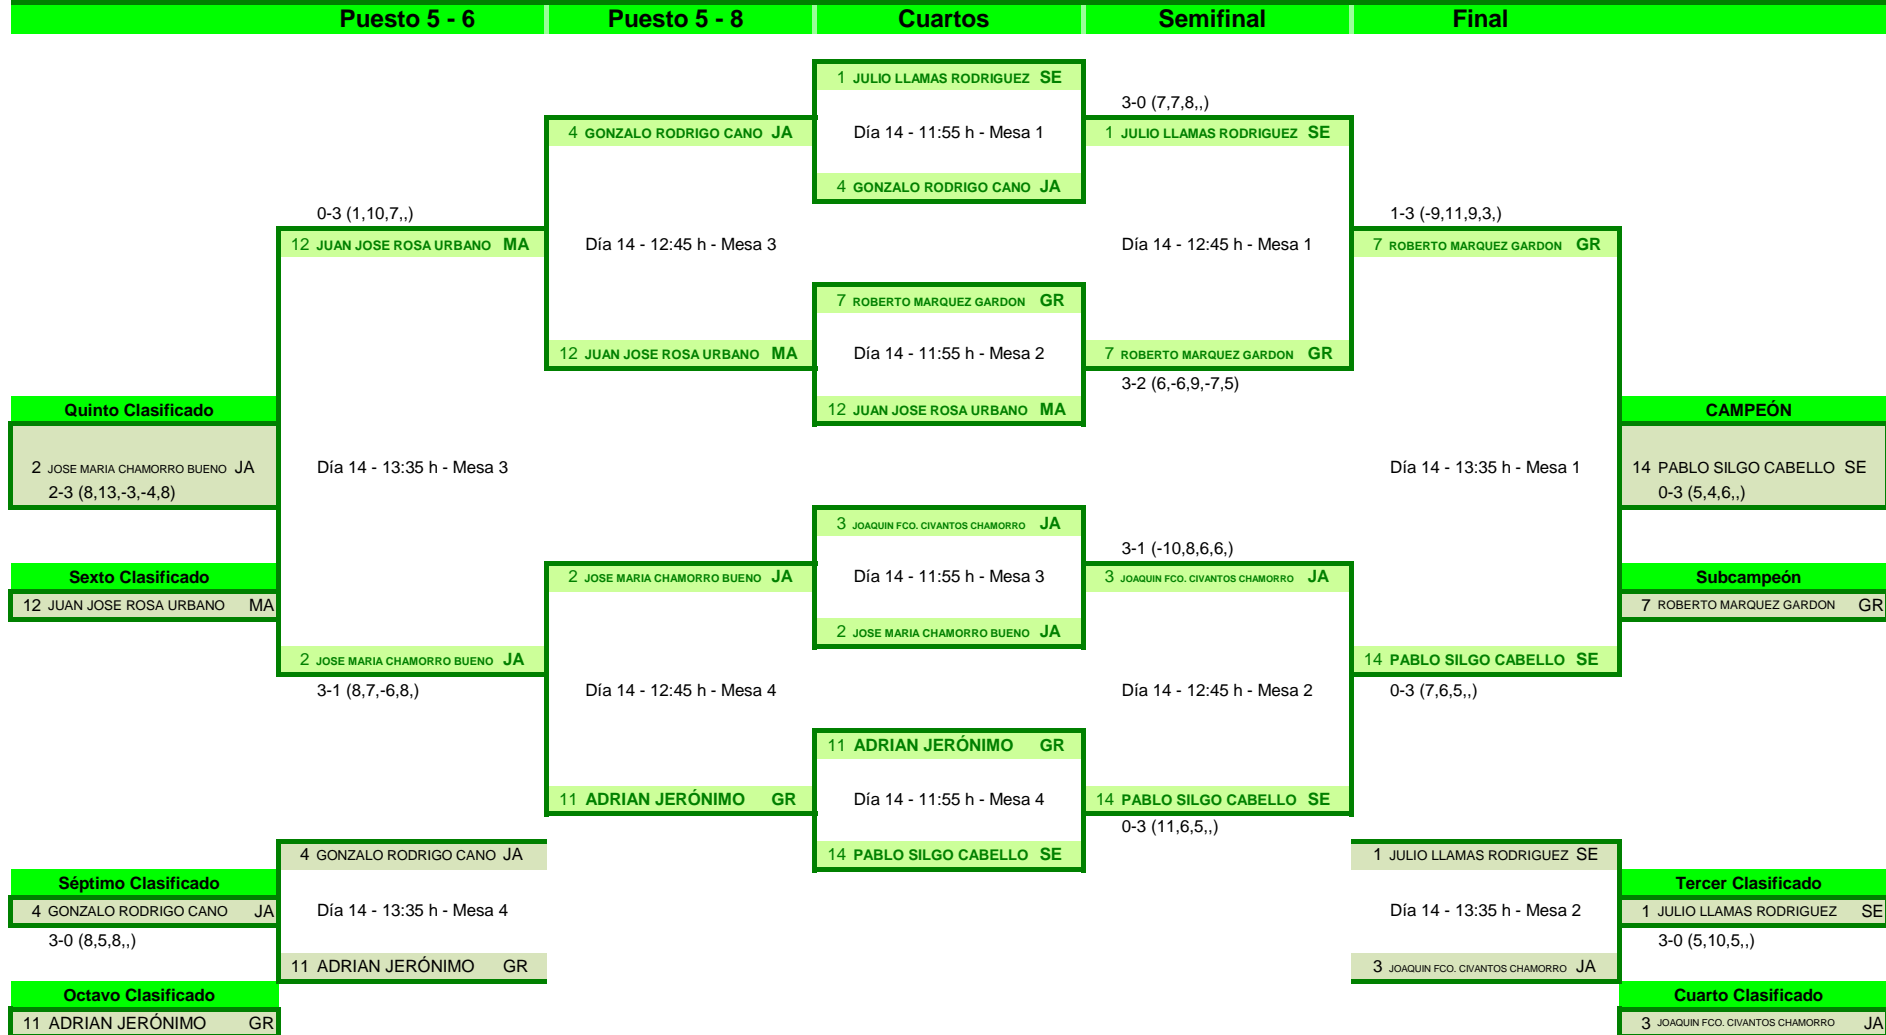 Puesto 5 - 6 Puesto 5 - 8 Cuartos Semifinal Final
1 JULIO LLAMAS RODRIGUEZ SE
3-0 (7,7,8,,)
4 GONZALO RODRIGO CANO JA Día 14 - 11:55 h - Mesa 1 1 JULIO LLAMAS RODRIGUEZ SE
4 GONZALO RODRIGO CANO JA
0-3 (1,10,7,,) 1-3 (-9,11,9,3,)
12 JUAN JOSE ROSA URBANO MA Día 14 - 12:45 h - Mesa 3 Día 14 - 12:45 h - Mesa 1 7 ROBERTO MARQUEZ GARDON GR
7 ROBERTO MARQUEZ GARDON GR
12 JUAN JOSE ROSA URBANO MA Día 14 - 11:55 h - Mesa 2 7 ROBERTO MARQUEZ GARDON GR
3-2 (6,-6,9,-7,5)
Quinto Clasificado 12 JUAN JOSE ROSA URBANO MA CAMPEÓN
2 JOSE MARIA CHAMORRO BUENO JA Día 14 - 13:35 h - Mesa 3 Día 14 - 13:35 h - Mesa 1 14 PABLO SILGO CABELLO SE
2-3 (8,13,-3,-4,8) 0-3 (5,4,6,,)
3 JOAQUIN FCO. CIVANTOS CHAMORRO JA
3-1 (-10,8,6,6,)
Sexto Clasificado 2 JOSE MARIA CHAMORRO BUENO JA Día 14 - 11:55 h - Mesa 3 3 JOAQUIN FCO. CIVANTOS CHAMORRO JA Subcampeón
12 JUAN JOSE ROSA URBANO MA 7 ROBERTO MARQUEZ GARDON GR
2 JOSE MARIA CHAMORRO BUENO JA
2 JOSE MARIA CHAMORRO BUENO JA 14 PABLO SILGO CABELLO SE
3-1 (8,7,-6,8,) Día 14 - 12:45 h - Mesa 4 Día 14 - 12:45 h - Mesa 2 0-3 (7,6,5,,)
11 ADRIAN JERÓNIMO GR
11 ADRIAN JERÓNIMO GR Día 14 - 11:55 h - Mesa 4 14 PABLO SILGO CABELLO SE
0-3 (11,6,5,,)
4 GONZALO RODRIGO CANO JA 14 PABLO SILGO CABELLO SE 1 JULIO LLAMAS RODRIGUEZ SE
Séptimo Clasificado Tercer Clasificado
4 GONZALO RODRIGO CANO JA Día 14 - 13:35 h - Mesa 4 Día 14 - 13:35 h - Mesa 2 1 JULIO LLAMAS RODRIGUEZ SE
3-0 (8,5,8,,) 3-0 (5,10,5,,)
11 ADRIAN JERÓNIMO GR 3 JOAQUIN FCO. CIVANTOS CHAMORRO JA
Octavo Clasificado Cuarto Clasificado
11 ADRIAN JERÓNIMO GR 3 JOAQUIN FCO. CIVANTOS CHAMORRO JA